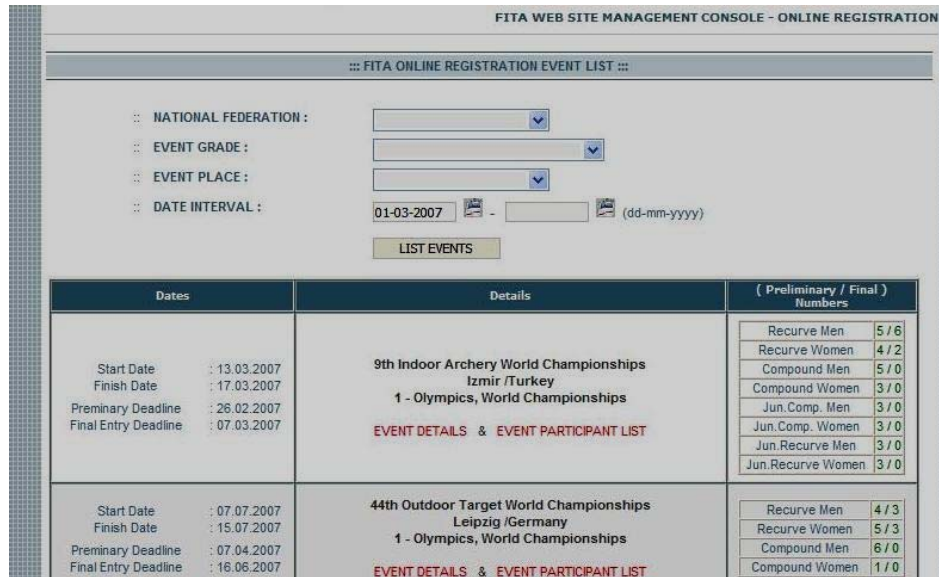 FITA WEB SITE MANAGEMENT CONSOLE - ONLINE REGISTRATION
::: FITA ONLINE REGISTRATION EVENT LIST :::
:: NATIONAL FEDERATION :
:: EVENT GRADE :
:: EVENT PLACE :
:: DATE INTERVAL : 01-03-2007 - (dd-mm-yyyy)
LIST EVENTS
Dates
Details
( Preliminary / Final )
Numbers
Start Date : 13.03.2007
Finish Date : 17.03.2007
Preminary Deadline : 26.02.2007
Final Entry Deadline : 07.03.2007
9th Indoor Archery World Championships
Izmir /Turkey
1 - Olympics, World Championships
EVENT DETAILS & EVENT PARTICIPANT LIST
Recurve Men 5 / 6
Recurve Women 4 / 2
Compound Men 5 / 0
Compound Women 3 / 0
Jun.Comp. Men 3 / 0
Jun.Comp. Women 3 / 0
Jun.Recurve Men 3 / 0
Jun.Recurve Women 3 / 0
Start Date : 07.07.2007
Finish Date : 15.07.2007
Preminary Deadline : 07.04.2007
Final Entry Deadline : 16.06.2007
44th Outdoor Target World Championships
Leipzig /Germany
1 - Olympics, World Championships
EVENT DETAILS & EVENT PARTICIPANT LIST
Recurve Men 4 / 3
Recurve Women 5 / 3
Compound Men 6 / 0
Compound Women 1 / 0